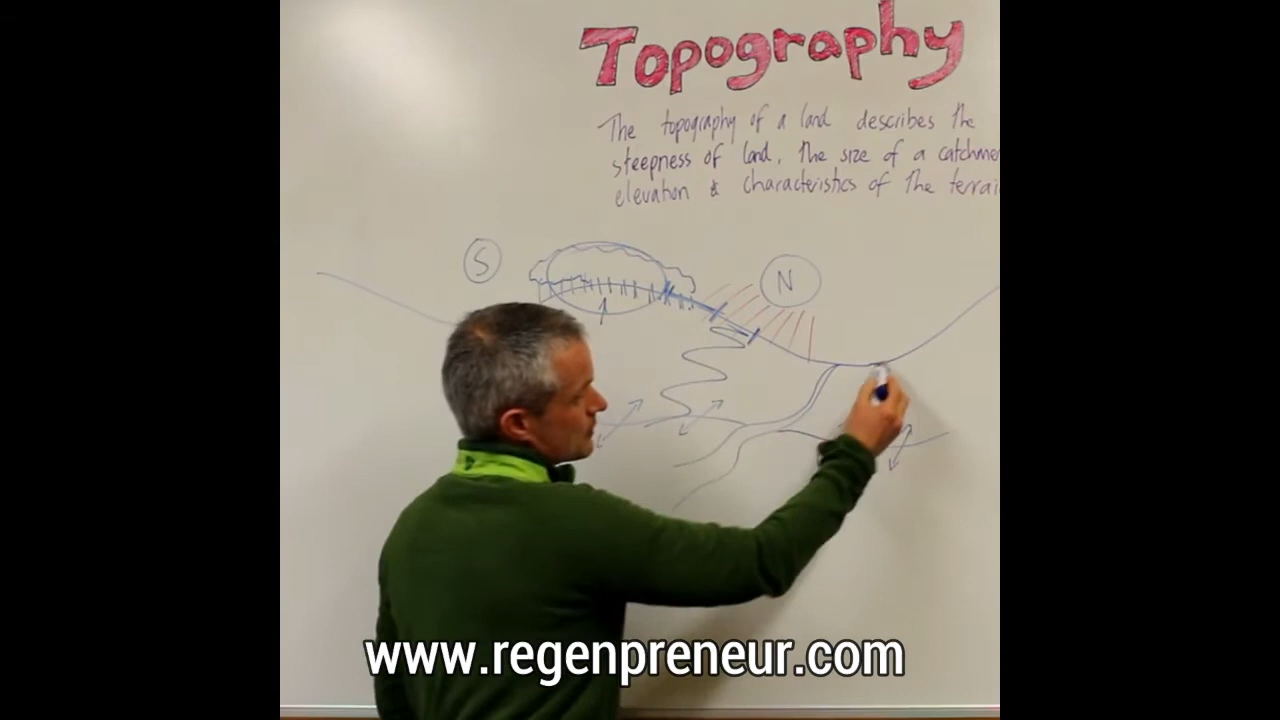 Topography
The topography of a land describes the
steepness of land, the size of a catchme
elevation & characteristics of the terrai
S
N
www.regenpreneur.com